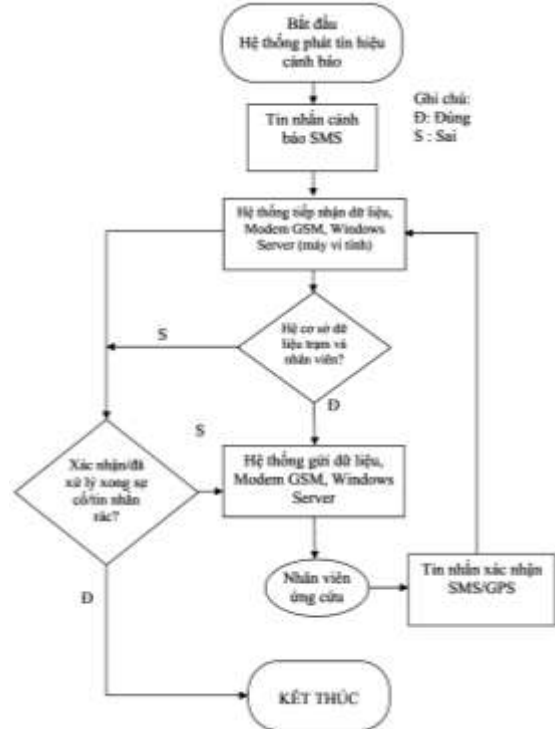 Bắt đầu
Hệ thống phát tín hiệu
cảnh báo
Tin nhắn cảnh
báo SMS
Ghi chú:
Đ: Đúng
S : Sai
Hệ thống tiếp nhận dữ liệu,
Modem GSM, Windows
Server (máy vi tính)
S
Hệ cơ sở dữ
liệu trạm và
nhân viên?
Đ
S
Xác nhận/đã
xử lý xong sự
cố/tin nhắn
rác?
Hệ thống gửi dữ liệu,
Modem GSM, Windows
Server
Nhân viên
ứng cứu
Tin nhắn xác nhận
SMS/GPS
Đ
KẾT THÚC